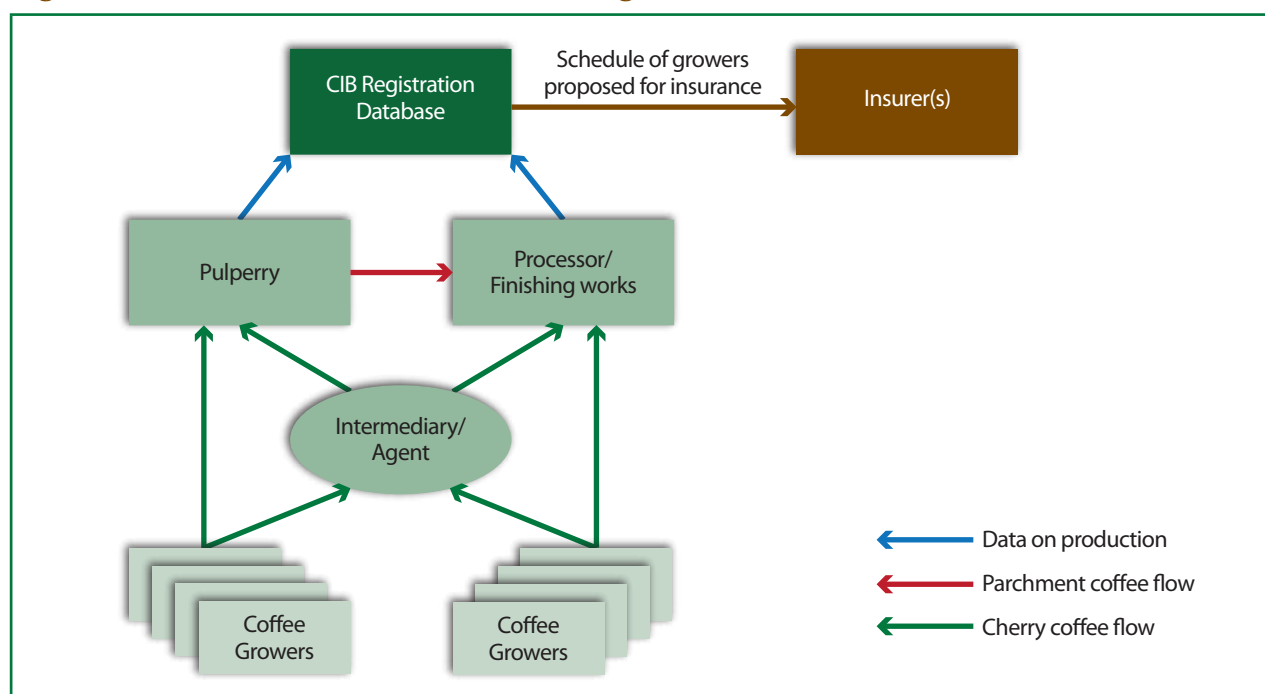 CIB Registration
Database
Schedule of growers
proposed for insurance
Insurer(s)
Pulperry
Processor/
Finishing works
Intermediary/
Agent
Coffee
Growers
Coffee
Growers
Data on production
Parchment coffee flow
Cherry coffee flow